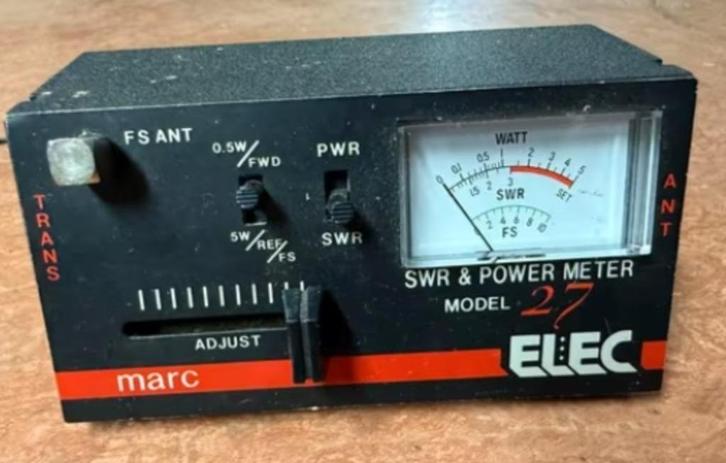 FS ANT
0.5W/FWD
PWR
5W/REF/FS
SWR
TRANS
ANT
WATT
0 0.1 0.5 1 2 3 4 5
1.5 2 3
SWR
SET
2 4 6 8 10
FS
SWR & POWER METER
MODEL 27
ADJUST
marc
ELEC